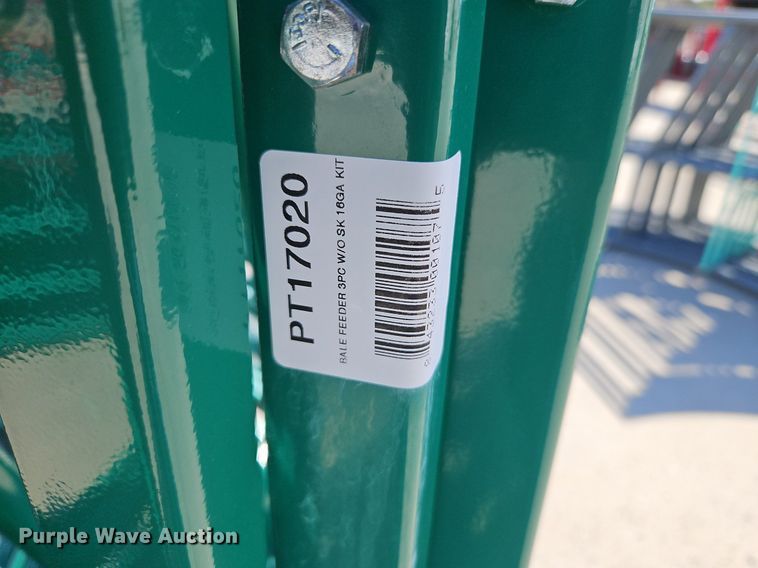 PT17020
BALE FEEDER 3PC W/O SK 16GA KIT
Purple Wave Auction